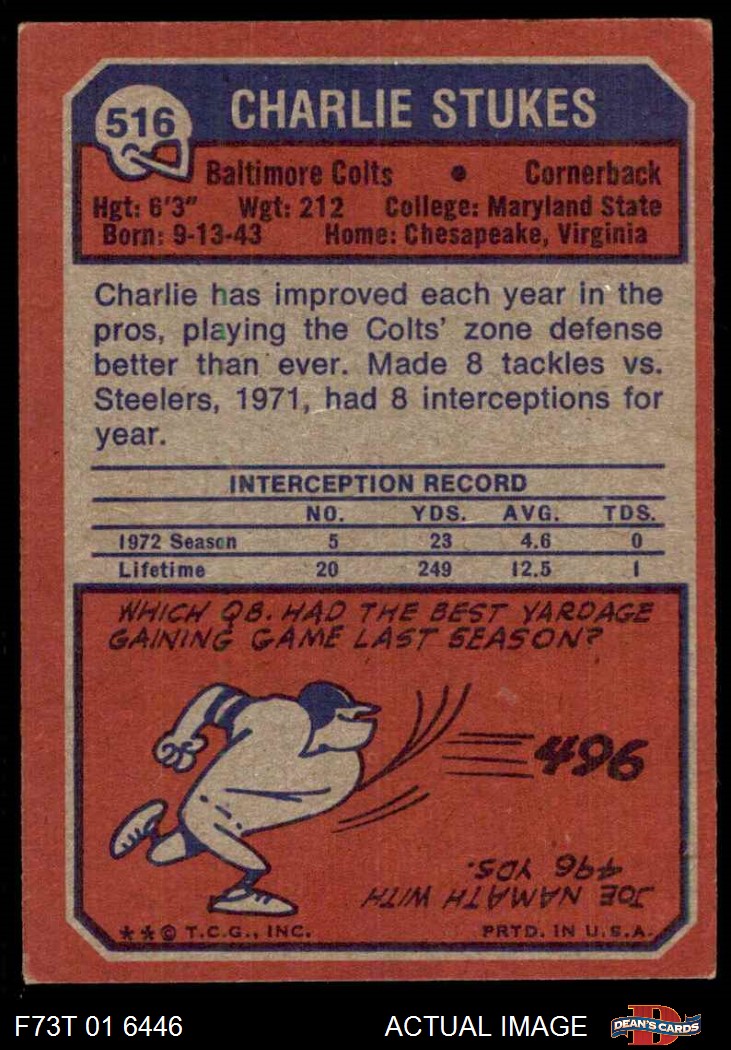 516
CHARLIE STUKES
Baltimore Colts • Cornerback
Hgt: 6'3" Wgt: 212 College: Maryland State
Born: 9-13-43 Home: Chesapeake, Virginia
Charlie has improved each year in the
pros, playing the Colts' zone defense
better than ever. Made 8 tackles vs.
Steelers, 1971, had 8 interceptions for
year.
INTERCEPTION RECORD
NO. YDS. AVG. TDS.
1972 Season 5 23 4.6 0
Lifetime 20 249 12.5 1
WHICH QB. HAD THE BEST YARDAGE
GAINING GAME LAST SEASON?
496
JOE NAMATH WITH
496 YDS.
**© T.C.G., INC. PRTD. IN U.S.A.
F73T 01 6446 ACTUAL IMAGE
D
DEAN'S CARDS